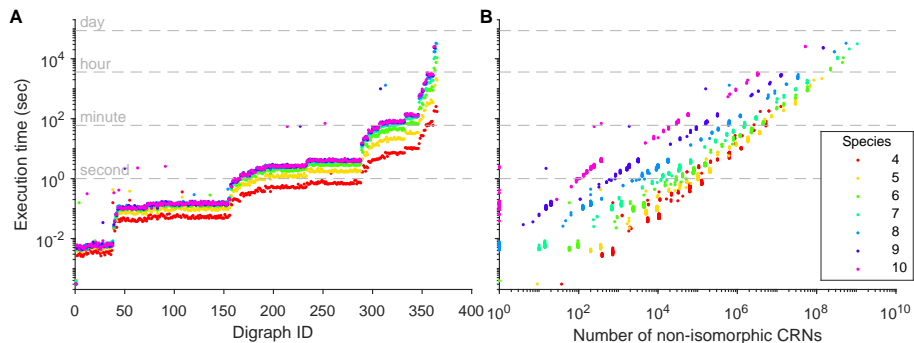 A
B
Execution time (sec)
10^4
10^2
10^0
10^-2
day
hour
minute
second
0
50
100
150
200
250
300
350
400
Digraph ID
10^0
10^2
10^4
10^6
10^8
10^10
Number of non-isomorphic CRNs
Species
4
5
6
7
8
9
10